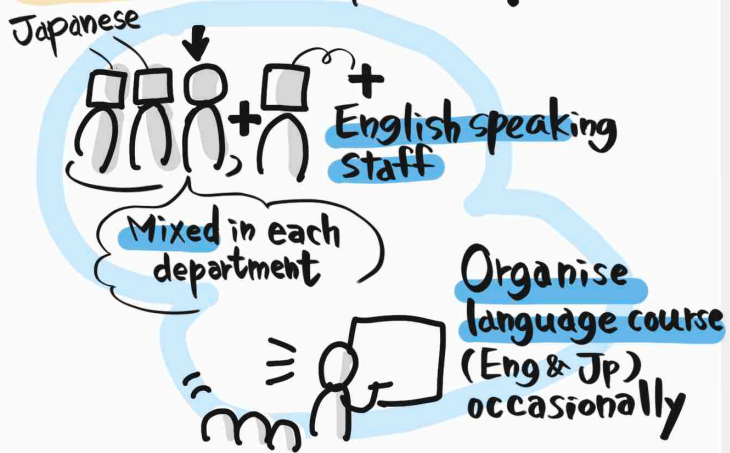 Japanese
English speaking
staff
Mixed in each
department
Organise
language course
(Eng & Jp)
occasionally